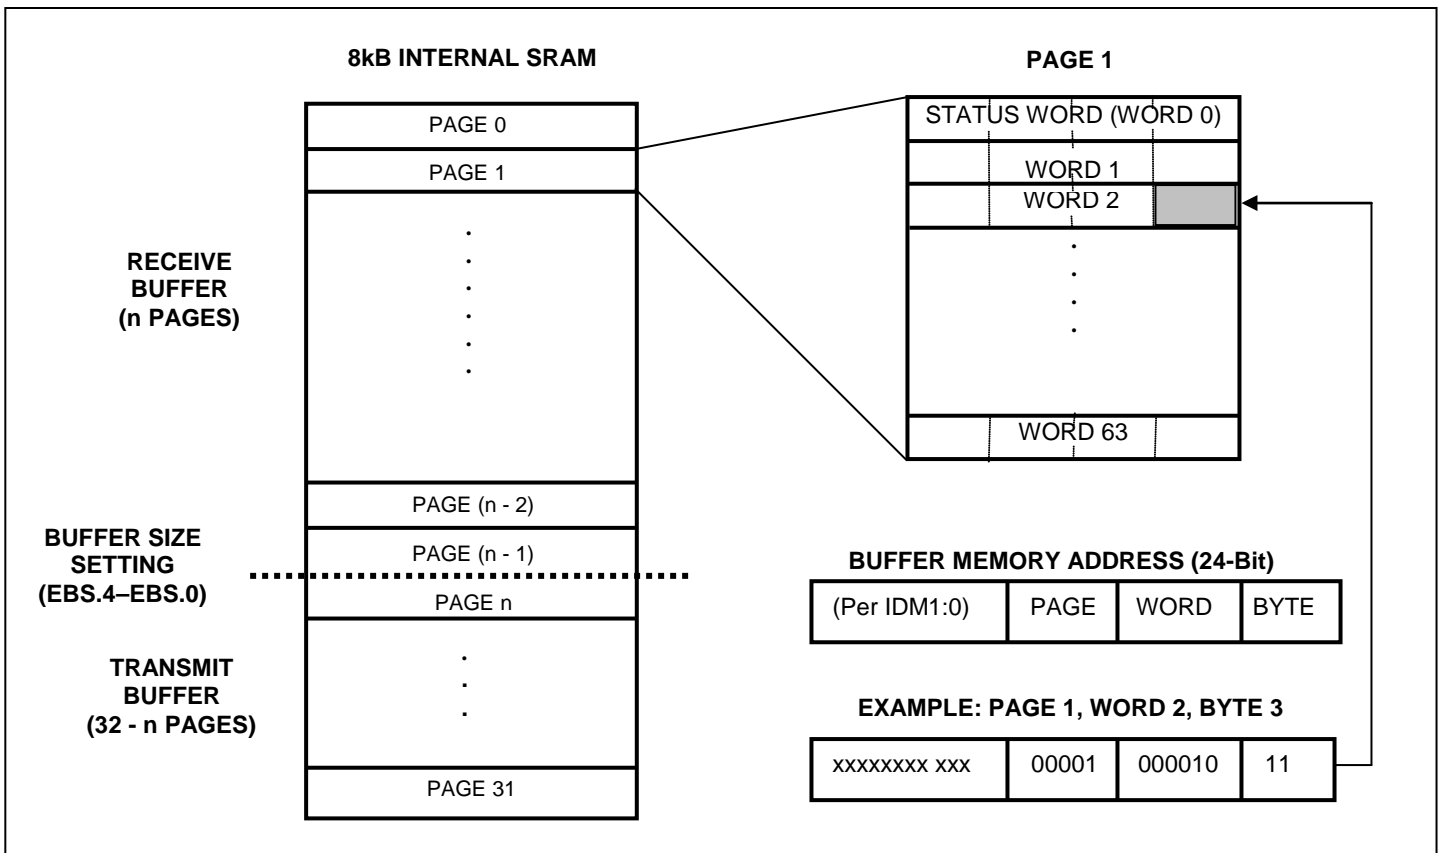 8kB INTERNAL SRAM
PAGE 0
PAGE 1
RECEIVE
BUFFER
(n PAGES)
PAGE (n - 2)
PAGE (n - 1)
BUFFER SIZE
SETTING
(EBS.4–EBS.0)
PAGE n
TRANSMIT
BUFFER
(32 - n PAGES)
PAGE 31
PAGE 1
STATUS WORD (WORD 0)
WORD 1
WORD 2
WORD 63
BUFFER MEMORY ADDRESS (24-Bit)
(Per IDM1:0) PAGE WORD BYTE
EXAMPLE: PAGE 1, WORD 2, BYTE 3
xxxxxxxx xxx 00001 000010 11